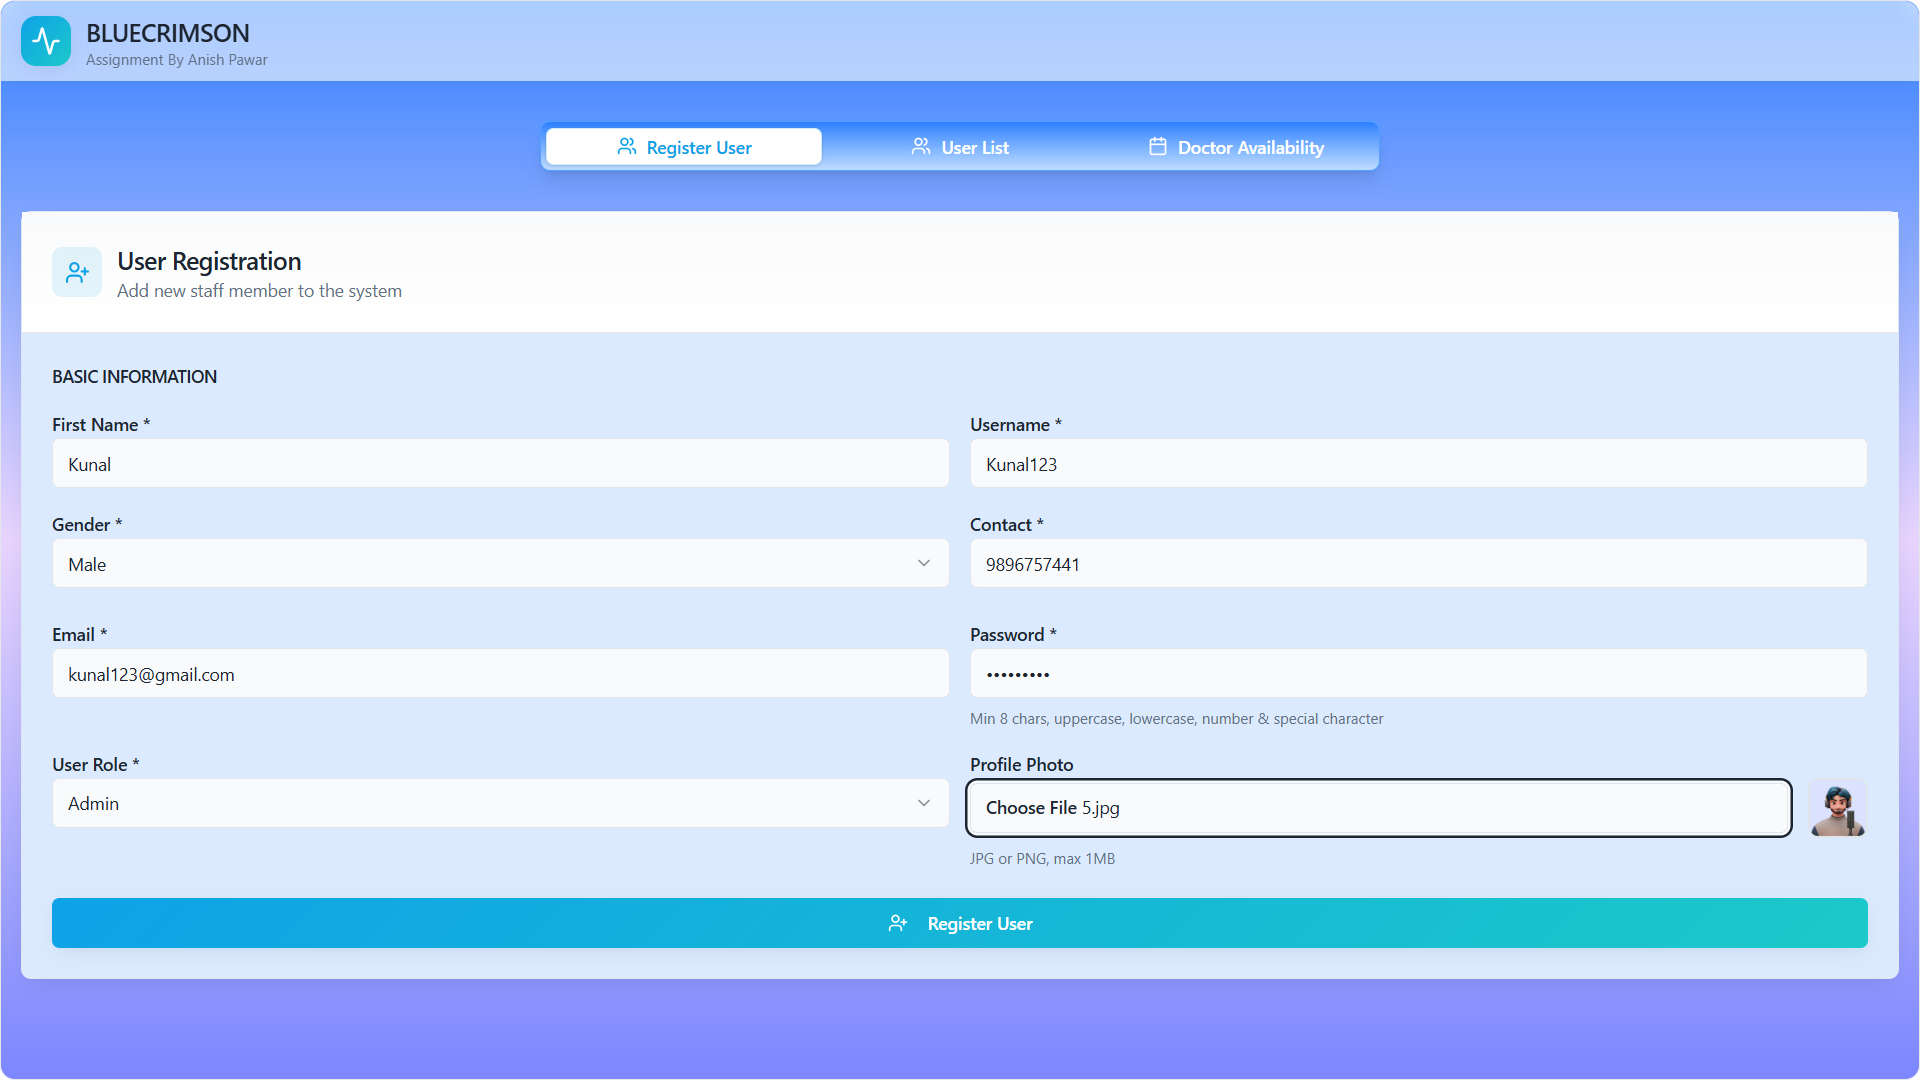 BLUECRIMSON
Assignment By Anish Pawar
Register User
User List
Doctor Availability
User Registration
Add new staff member to the system
BASIC INFORMATION
First Name *
Username *
Kunal
Kunal123
Gender *
Contact *
Male
9896757441
Email *
Password *
kunal123@gmail.com
•••••••••
Min 8 chars, uppercase, lowercase, number & special character
User Role *
Profile Photo
Admin
Choose File 5.jpg
JPG or PNG, max 1MB
Register User